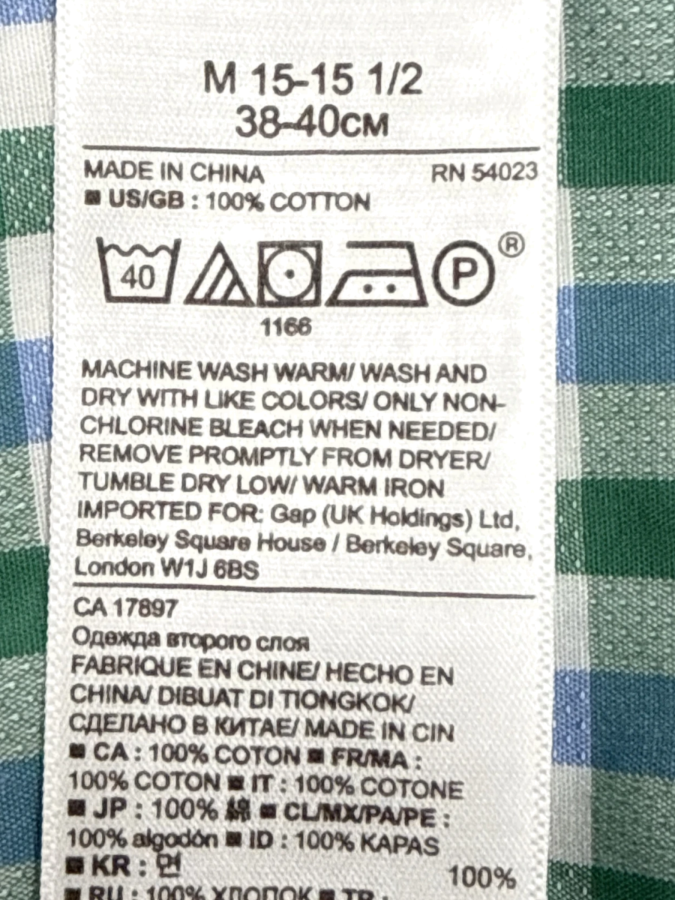 M 15-15 1/2
38-40CM
MADE IN CHINA RN 54023
■ US/GB : 100% COTTON
40 P ®
1166
MACHINE WASH WARM/ WASH AND
DRY WITH LIKE COLORS/ ONLY NON-
CHLORINE BLEACH WHEN NEEDED/
REMOVE PROMPTLY FROM DRYER/
TUMBLE DRY LOW/ WARM IRON
IMPORTED FOR: Gap (UK Holdings) Ltd,
Berkeley Square House / Berkeley Square,
London W1J 6BS
CA 17897
Одежда второго слоя
FABRIQUE EN CHINE/ HECHO EN
CHINA/ DIBUAT DI TIONGKOK/
СДЕЛАНО В КИТАЕ/ MADE IN CIN
■ CA : 100% COTON ■ FR/MA :
100% COTON ■ IT : 100% COTONE
■ JP : 100% 綿 ■ CL/MX/PA/PE :
100% algodón ■ ID : 100% KAPAS
■ KR : 면 100%
■ RU : 100% ХЛОПОК ■ TR :